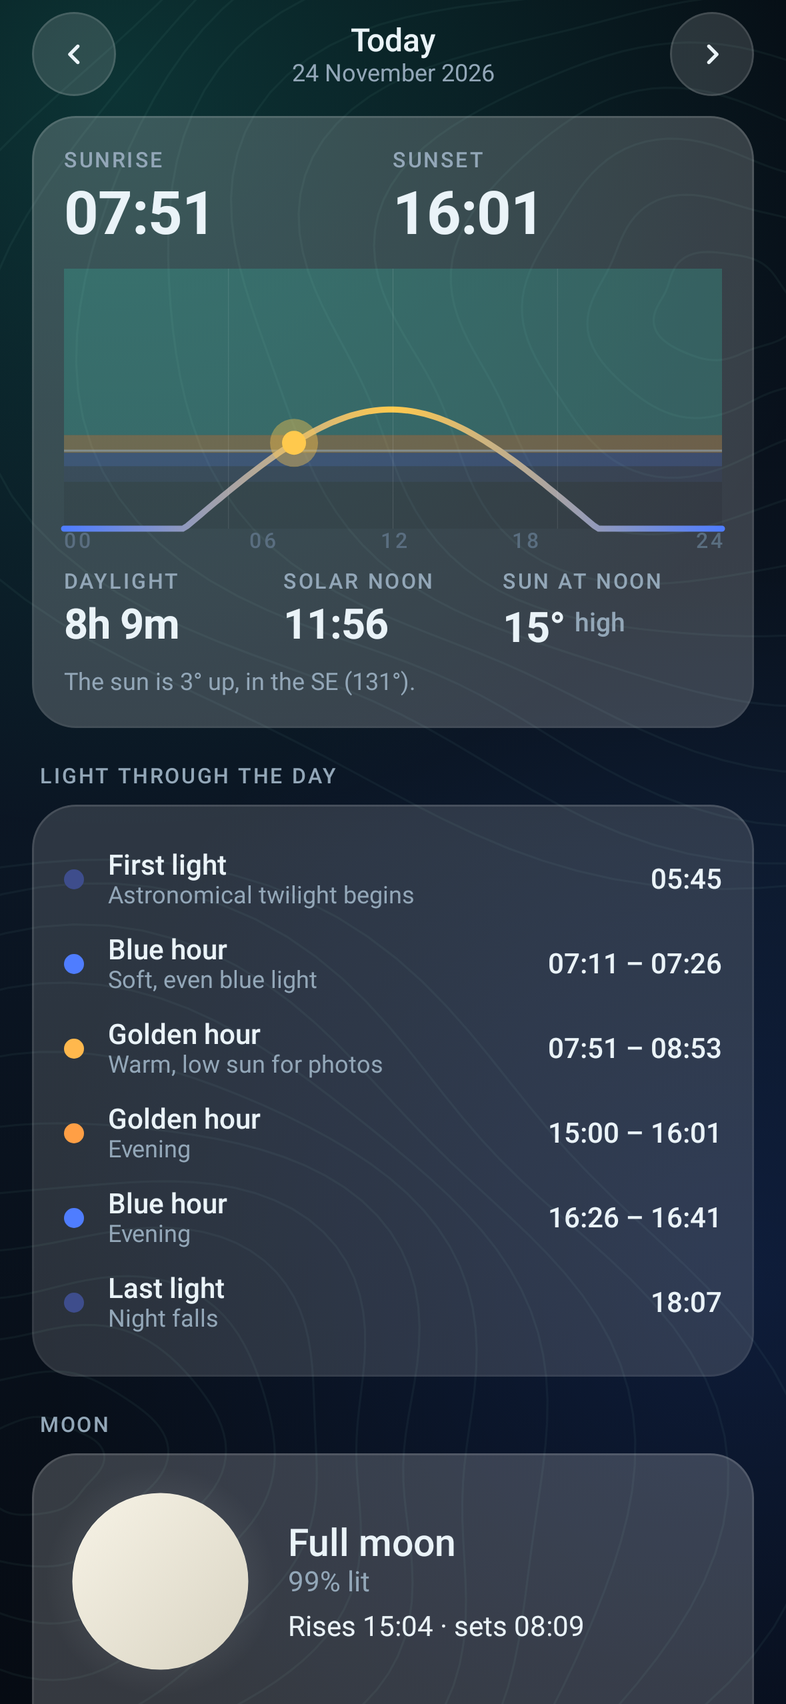 Today
24 November 2026
SUNRISE
SUNSET
07:51
16:01
00 06 12 18 24
DAYLIGHT
SOLAR NOON
SUN AT NOON
8h 9m
11:56
15° high
The sun is 3° up, in the SE (131°).
LIGHT THROUGH THE DAY
First light
Astronomical twilight begins
05:45
Blue hour
Soft, even blue light
07:11 – 07:26
Golden hour
Warm, low sun for photos
07:51 – 08:53
Golden hour
Evening
15:00 – 16:01
Blue hour
Evening
16:26 – 16:41
Last light
Night falls
18:07
MOON
Full moon
99% lit
Rises 15:04 · sets 08:09